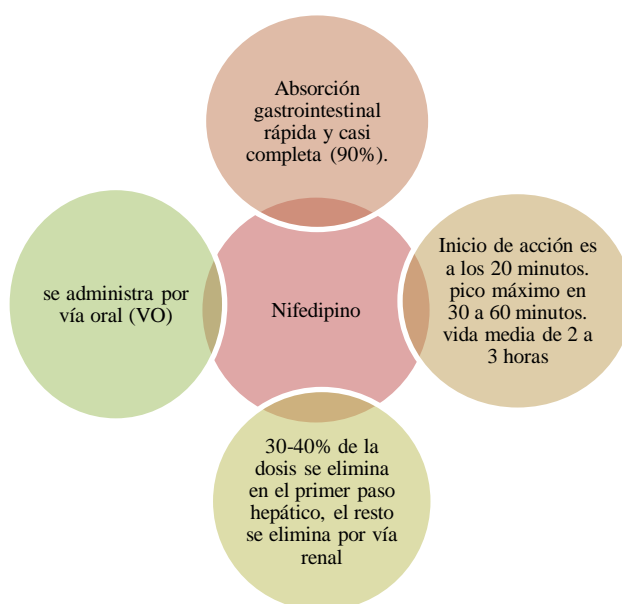 Absorción
gastrointestinal
rápida y casi
completa (90%).
se administra por
vía oral (VO)
Nifedipino
Inicio de acción es
a los 20 minutos.
pico máximo en
30 a 60 minutos.
vida media de 2 a
3 horas
30-40% de la
dosis se elimina
en el primer paso
hepático, el resto
se elimina por vía
renal